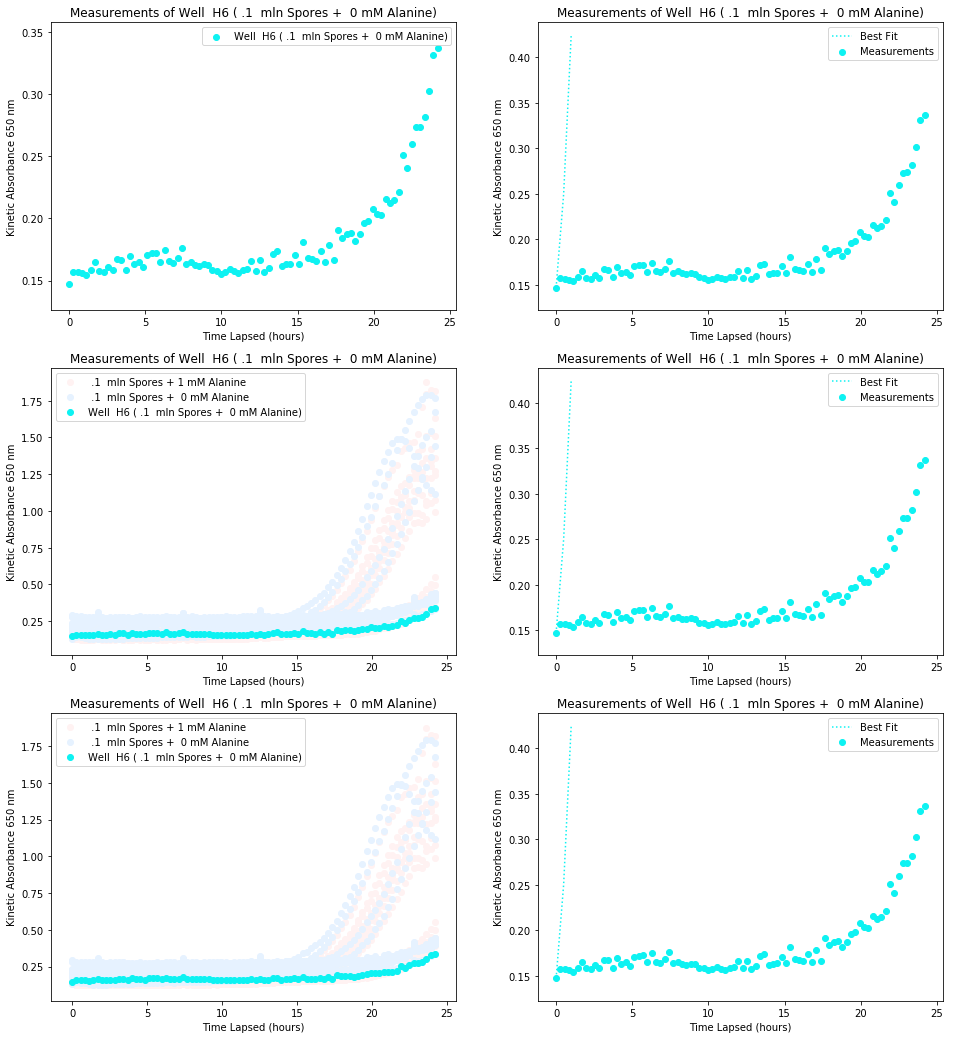 Measurements of Well  H6 ( .1  mln Spores +  0 mM Alanine)
Well  H6 ( .1  mln Spores +  0 mM Alanine)
Kinetic Absorbance 650 nm
0.35
0.30
0.25
0.20
0.15
0 5 10 15 20 25
Time Lapsed (hours)
Measurements of Well  H6 ( .1  mln Spores +  0 mM Alanine)
Best Fit
Measurements
Kinetic Absorbance 650 nm
0.40
0.35
0.30
0.25
0.20
0.15
0 5 10 15 20 25
Time Lapsed (hours)
Measurements of Well  H6 ( .1  mln Spores +  0 mM Alanine)
.1  mln Spores + 1 mM Alanine
.1  mln Spores +  0 mM Alanine
Well  H6 ( .1  mln Spores +  0 mM Alanine)
Kinetic Absorbance 650 nm
1.75
1.50
1.25
1.00
0.75
0.50
0.25
0 5 10 15 20 25
Time Lapsed (hours)
Measurements of Well  H6 ( .1  mln Spores +  0 mM Alanine)
Best Fit
Measurements
Kinetic Absorbance 650 nm
0.40
0.35
0.30
0.25
0.20
0.15
0 5 10 15 20 25
Time Lapsed (hours)
Measurements of Well  H6 ( .1  mln Spores +  0 mM Alanine)
.1  mln Spores + 1 mM Alanine
.1  mln Spores +  0 mM Alanine
Well  H6 ( .1  mln Spores +  0 mM Alanine)
Kinetic Absorbance 650 nm
1.75
1.50
1.25
1.00
0.75
0.50
0.25
0 5 10 15 20 25
Time Lapsed (hours)
Measurements of Well  H6 ( .1  mln Spores +  0 mM Alanine)
Best Fit
Measurements
Kinetic Absorbance 650 nm
0.40
0.35
0.30
0.25
0.20
0.15
0 5 10 15 20 25
Time Lapsed (hours)